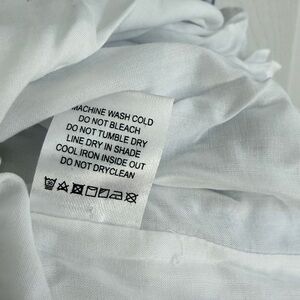 MACHINE WASH COLD
DO NOT BLEACH
DO NOT TUMBLE DRY
LINE DRY IN SHADE
COOL IRON INSIDE OUT
DO NOT DRYCLEAN